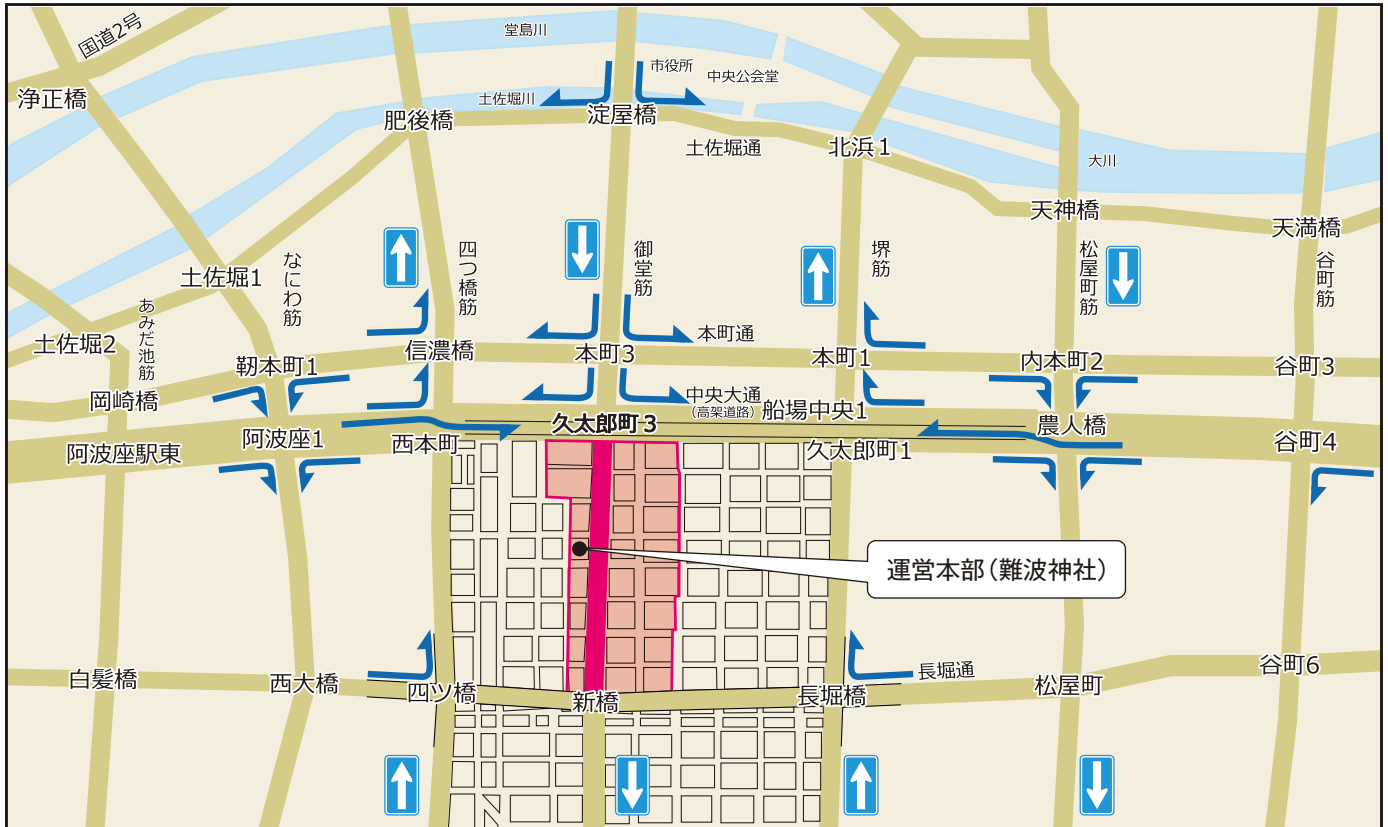 国道2号
堂島川
市役所
中央公会堂
浄正橋
土佐堀川
肥後橋
淀屋橋
土佐堀通
北浜1
大川
天神橋
天満橋
なにわ筋
四つ橋筋
御堂筋
堺筋
松屋町筋
谷町筋
土佐堀1
あみだ池筋
土佐堀2
靭本町1
信濃橋
本町3
本町通
本町1
内本町2
谷町3
岡崎橋
中央大通
(高架道路)
船場中央1
久太郎町3
農人橋
阿波座駅東
阿波座1
西本町
久太郎町1
谷町4
運営本部(難波神社)
白髪橋
西大橋
四ツ橋
新橋
長堀橋
長堀通
松屋町
谷町6